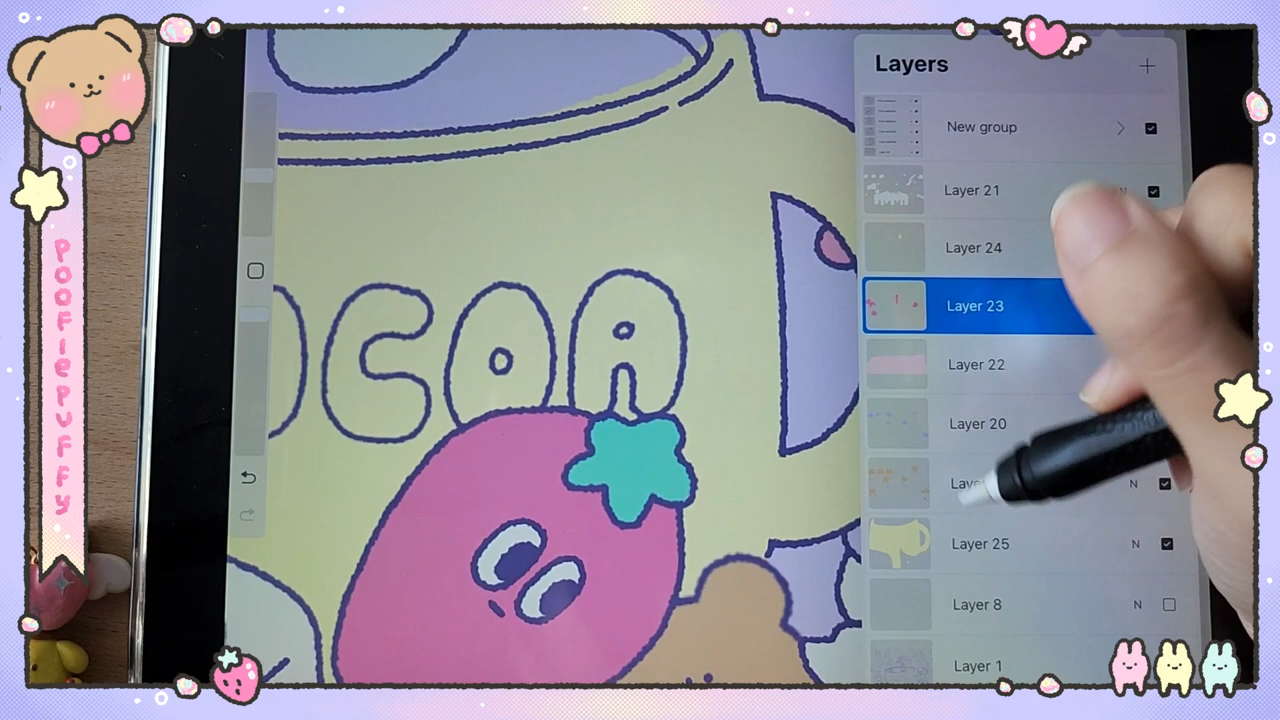 Layers
New group
Layer 21
N
Layer 24
Layer 23
Layer 22
Layer 20
N
Layer 25
N
Layer 8
N
Layer 1
COCOA
POOFIEPUFFY